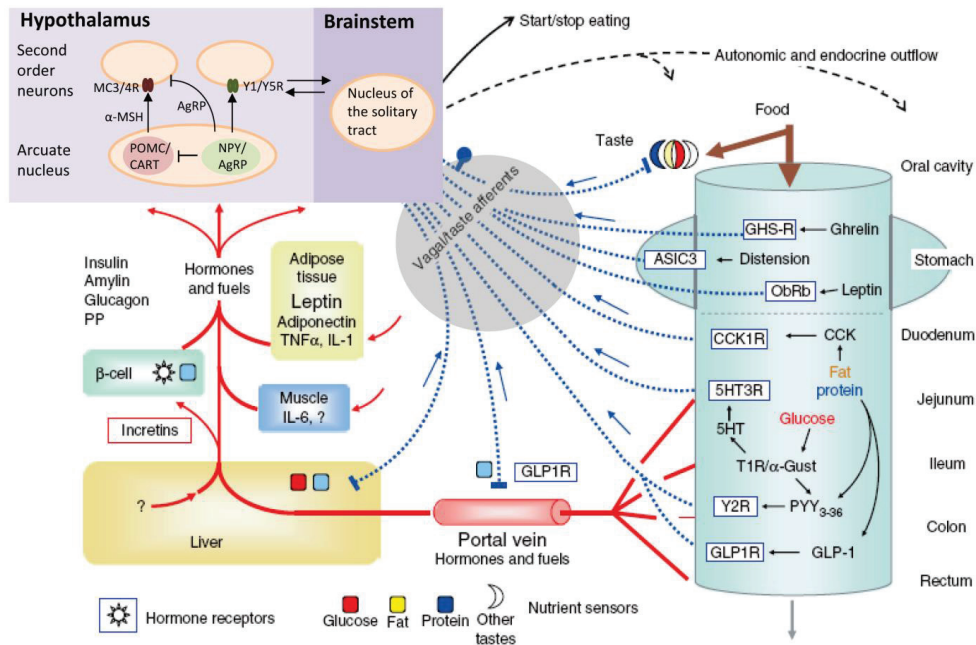 Hypothalamus
Brainstem
Second
order
neurons
MC3/4R
Y1/Y5R
α-MSH
AgRP
Arcuate
nucleus
POMC/
CART
NPY/
AgRP
Nucleus of
the solitary
tract
Start/stop eating
Autonomic and endocrine outflow
Food
Taste
Oral cavity
Vagal/taste afferents
GHS-R
Ghrelin
ASIC3
Distension
Stomach
ObRb
Leptin
Insulin
Amylin
Glucagon
PP
Hormones
and fuels
Adipose
tissue
Leptin
Adiponectin
TNFα, IL-1
CCK1R
CCK
Duodenum
Fat
protein
β-cell
Muscle
IL-6, ?
5HT3R
Jejunum
Glucose
5HT
Incretins
T1R/α-Gust
Ileum
GLP1R
?
Liver
Y2R
PYY3-36
Colon
Portal vein
Hormones and fuels
GLP1R
GLP-1
Rectum
Hormone receptors
Glucose
Fat
Protein
Other
tastes
Nutrient sensors